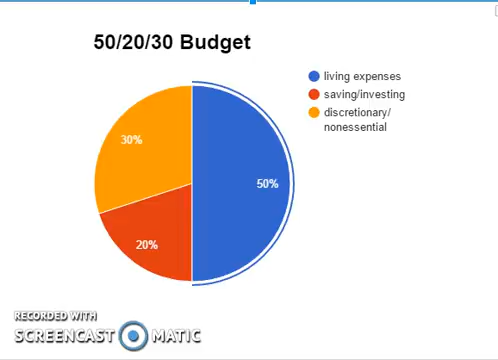 50/20/30 Budget
living expenses
saving/investing
discretionary/
nonessential
30%
50%
20%
RECORDED WITH
SCREENCAST MATIC